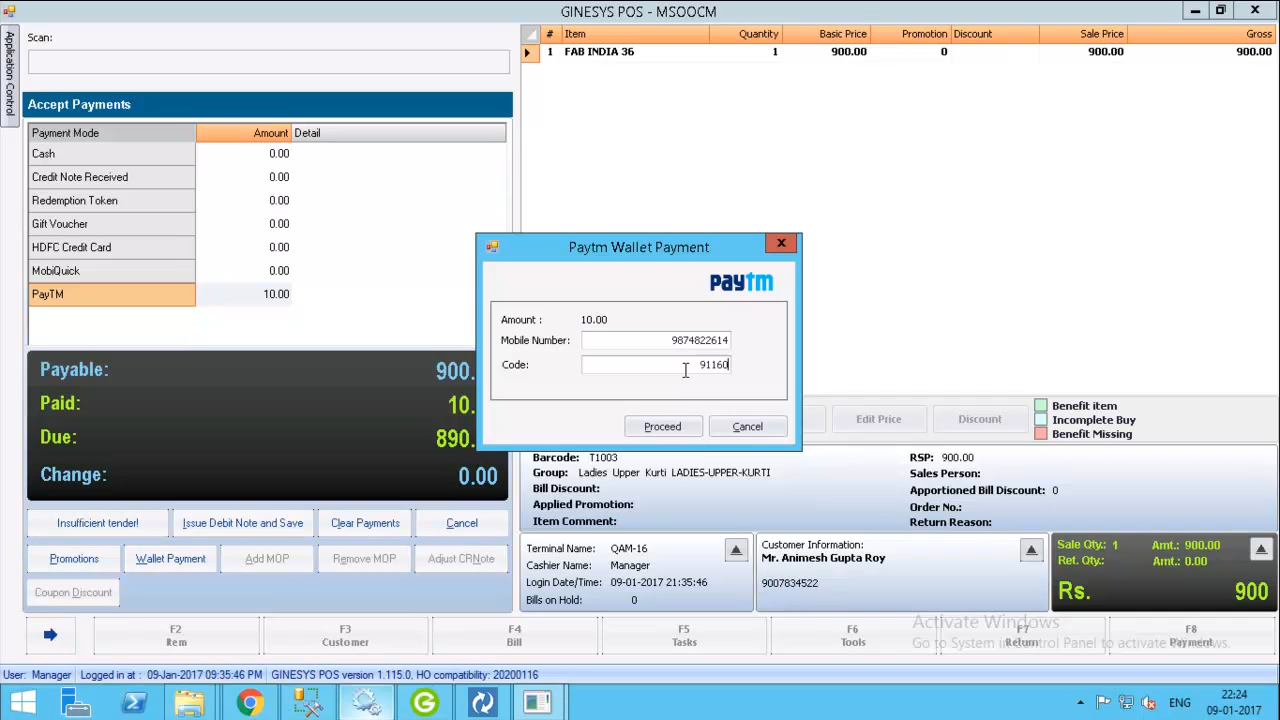 GINESYS POS - MSOOCM
Application Control
Scan:
Accept Payments
Payment Mode Amount Detail
Cash 0.00
Credit Note Received 0.00
Redemption Token 0.00
Gift Voucher 0.00
HDFC Credit Card 0.00
MobiQuick 0.00
PayTM 10.00
Payable: 900.
Paid: 10.
Due: 890.
Change: 0.00
Insufficient tender! Issue Debit Note and Save Clear Payments Cancel
Promotions Wallet Payment Add MOP Remove MOP Adjust CRNote
Coupon Discount
# Item Quantity Basic Price Promotion Discount Sale Price Gross
1 FAB INDIA 36 1 900.00 0 900.00 900.00
Paytm Wallet Payment
paytm
Amount : 10.00
Mobile Number: 9874822614
Code: 91160
Proceed Cancel
Edit Price Discount
Benefit item
Incomplete Buy
Benefit Missing
Barcode: T1003
Group: Ladies Upper Kurti LADIES-UPPER-KURTI
Bill Discount:
Applied Promotion:
Item Comment:
RSP: 900.00
Sales Person:
Apportioned Bill Discount: 0
Order No.:
Return Reason:
Terminal Name: QAM-16
Cashier Name: Manager
Login Date/Time: 09-01-2017 21:35:46
Bills on Hold: 0
Customer Information:
Mr. Animesh Gupta Roy
9007834522
Sale Qty.: 1 Amt.: 900.00
Ret. Qty.: Amt.: 0.00
Rs. 900
Activate Windows
Go to System in Control Panel to activate Windows.
F2 Item
F3 Customer
F4 Bill
F5 Tasks
F6 Tools
F7 Return
F8 Payment
User: Manager Logged in at : 09-Jan-2017 09:35:46 PM GINESYS POS version 1.115.0, HO compatibility: 20200116
ENG 22:24
09-01-2017